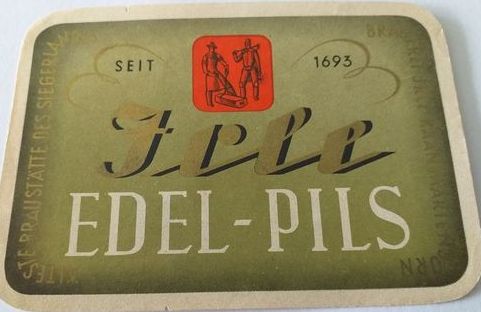 SEIT 1693
Irle
EDEL-PILS
ÄLTESTE BRAUSTÄTTE DES SIEGERLANDES